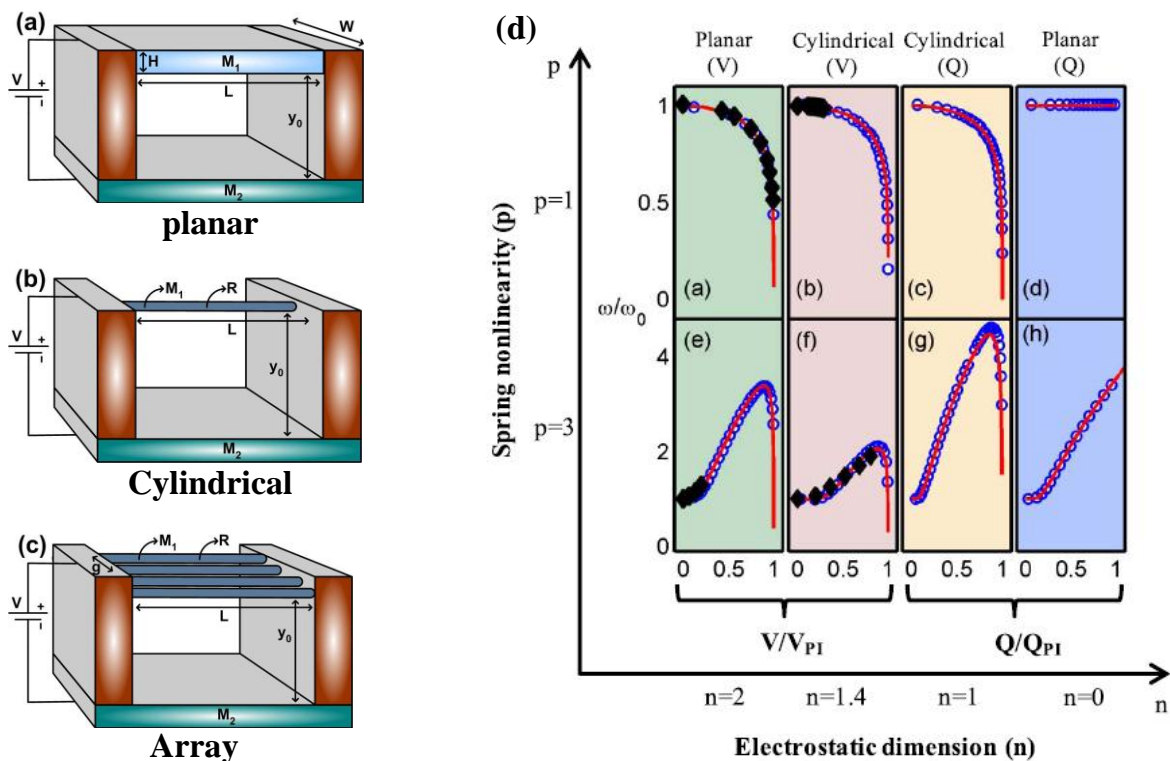 (a)
W
V
+
-
H
M1
L
y0
M2
planar
(b)
M1
R
V
+
-
L
y0
M2
Cylindrical
(c)
M1
R
g
V
+
-
L
y0
M2
Array
(d)
Planar Cylindrical Cylindrical Planar
p (V) (V) (Q) (Q)
1
p=1 0.5
(a) (b) (c) (d)
0
ω/ω0
(e) (f) (g) (h)
4
p=3
2
0
0 0.5 1 0 0.5 1 0 0.5 1 0 0.5 1
Spring nonlinearity (p)
V/VPI Q/QPI
n=2 n=1.4 n=1 n=0 n
Electrostatic dimension (n)